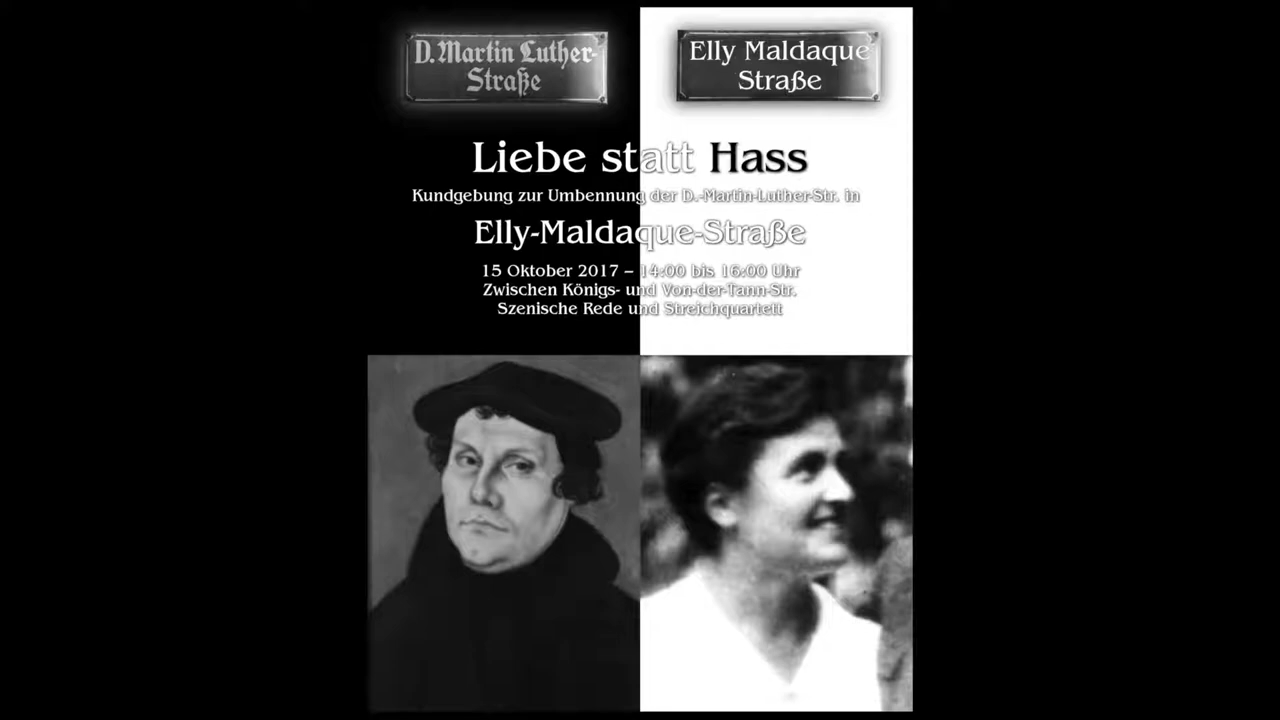 D. Martin Luther-
Straße
Elly Maldaque
Straße
Liebe statt Hass
Kundgebung zur Umbennung der D.-Martin-Luther-Str. in
Elly-Maldaque-Straße
15 Oktober 2017 – 14:00 bis 16:00 Uhr
Zwischen Königs- und Von-der-Tann-Str.
Szenische Rede und Streichquartett